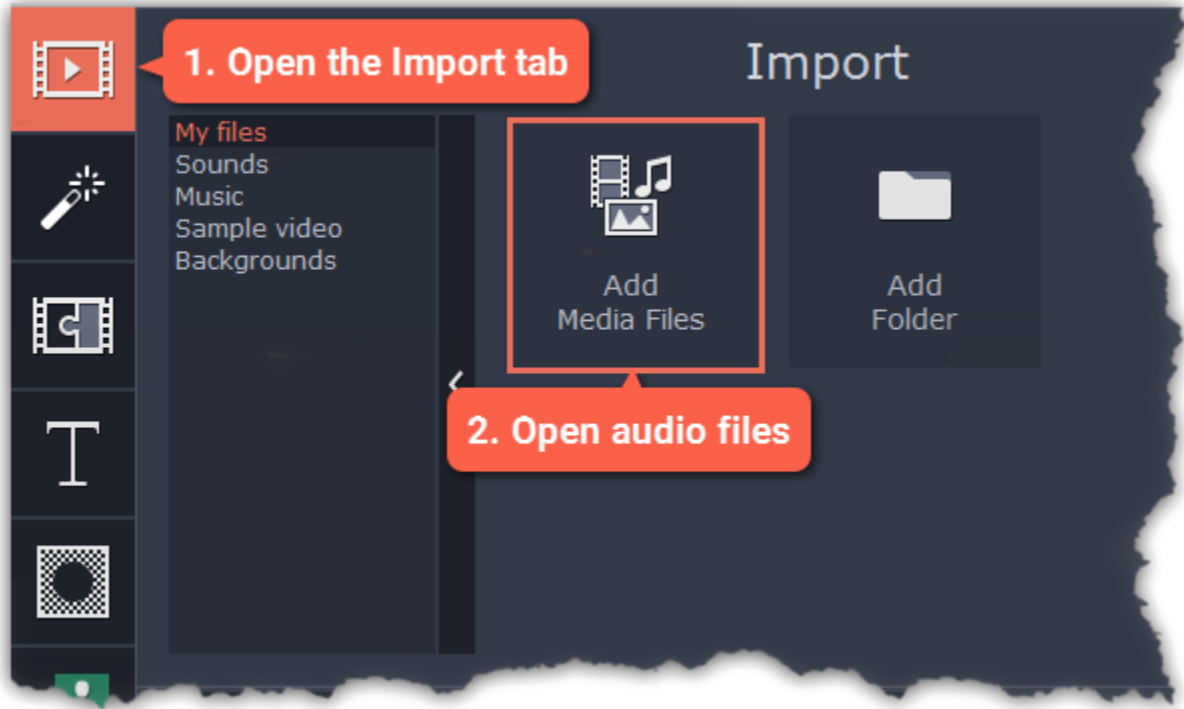 1. Open the Import tab
Import
My files
Sounds
Music
Sample video
Backgrounds
Add
Media Files
Add
Folder
2. Open audio files